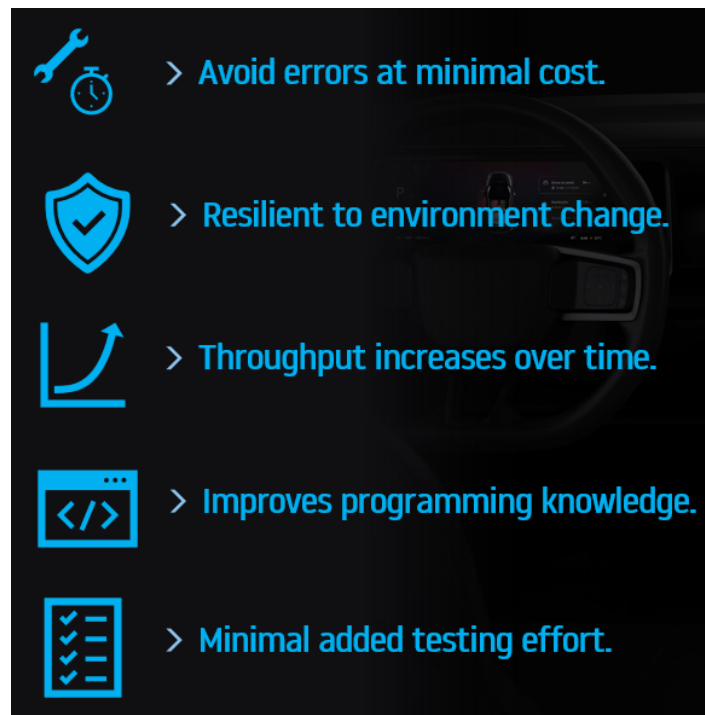 > Avoid errors at minimal cost.
> Resilient to environment change.
> Throughput increases over time.
</> 
> Improves programming knowledge.
> Minimal added testing effort.